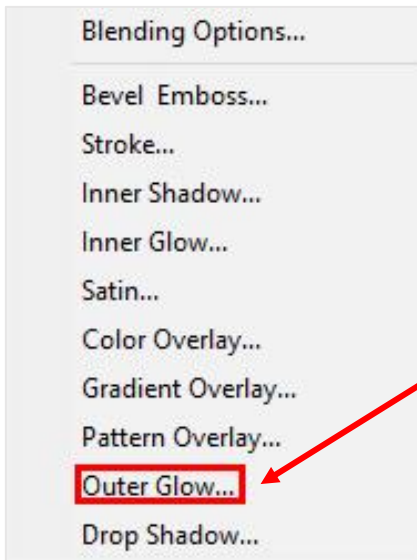 Blending Options...
Bevel Emboss...
Stroke...
Inner Shadow...
Inner Glow...
Satin...
Color Overlay...
Gradient Overlay...
Pattern Overlay...
Outer Glow...
Drop Shadow...